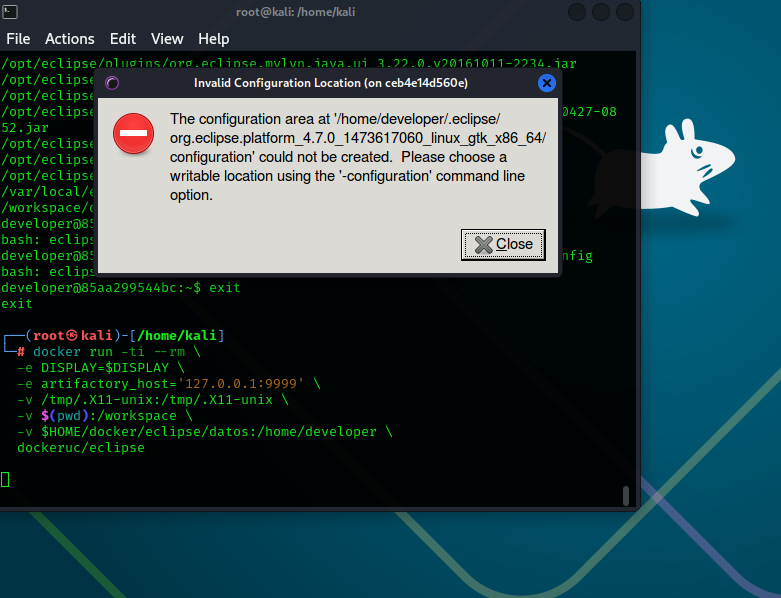 root@kali: /home/kali
File Actions Edit View Help
/opt/eclipse/plugins/org.eclipse.mylyn.java.ui_3.22.0.v20161011-2234.jar
/opt/eclipse
/opt/eclipse
/opt/eclipse 0427-08
52.jar
/opt/eclipse
/opt/eclipse
/opt/eclipse
/var/local/
/workspace/
developer@85
bash: eclips
developer@85 nfig
bash: eclips
developer@85aa299544bc:~$ exit
exit
Invalid Configuration Location (on ceb4e14d560e)
The configuration area at '/home/developer/.eclipse/
org.eclipse.platform_4.7.0_1473617060_linux_gtk_x86_64/
configuration' could not be created. Please choose a
writable location using the '-configuration' command line
option.
Close
┌──(root㉿kali)-[/home/kali]
└─# docker run -ti --rm \
-e DISPLAY=$DISPLAY \
-e artifactory_host='127.0.0.1:9999' \
-v /tmp/.X11-unix:/tmp/.X11-unix \
-v $(pwd):/workspace \
-v $HOME/docker/eclipse/datos:/home/developer \
dockeruc/eclipse